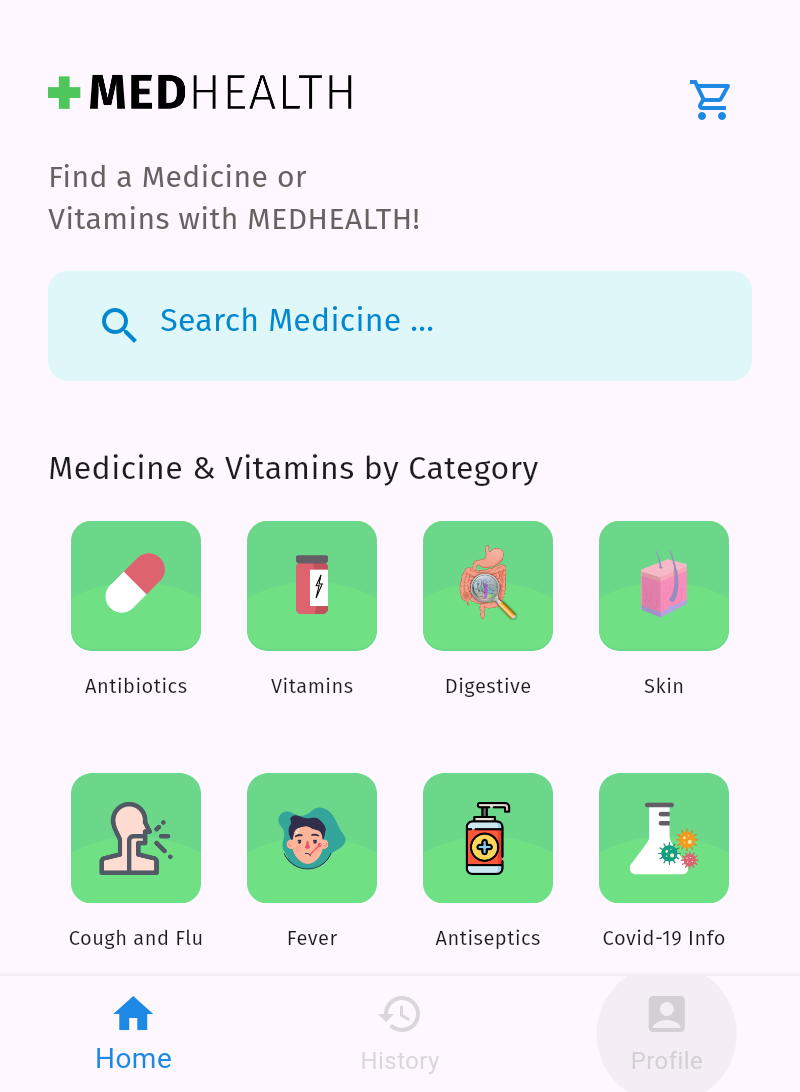 MEDHEALTH
Find a Medicine or
Vitamins with MEDHEALTH!
Search Medicine ...
Medicine & Vitamins by Category
Antibiotics Vitamins Digestive Skin
Cough and Flu Fever Antiseptics Covid-19 Info
Home History Profile